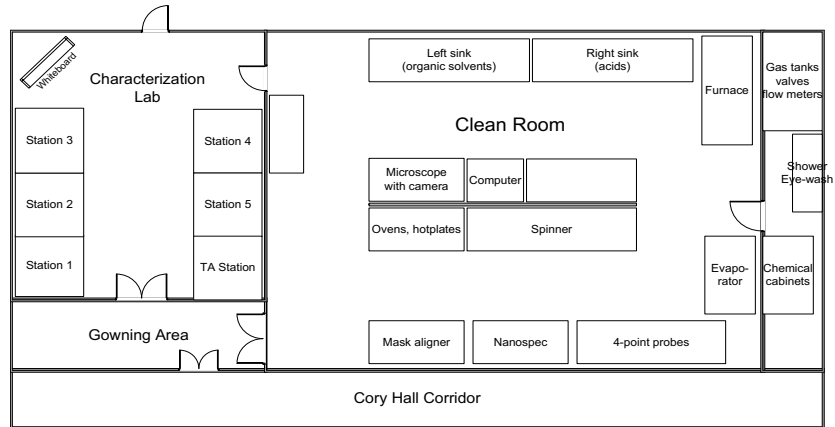 Whiteboard
Characterization
Lab
Station 3
Station 2
Station 1
Station 4
Station 5
TA Station
Gowning Area
Left sink
(organic solvents)
Right sink
(acids)
Furnace
Gas tanks
valves
flow meters
Clean Room
Microscope
with camera
Computer
Shower
Eye-wash
Ovens, hotplates
Spinner
Evapo-
rator
Chemical
cabinets
Mask aligner
Nanospec
4-point probes
Cory Hall Corridor